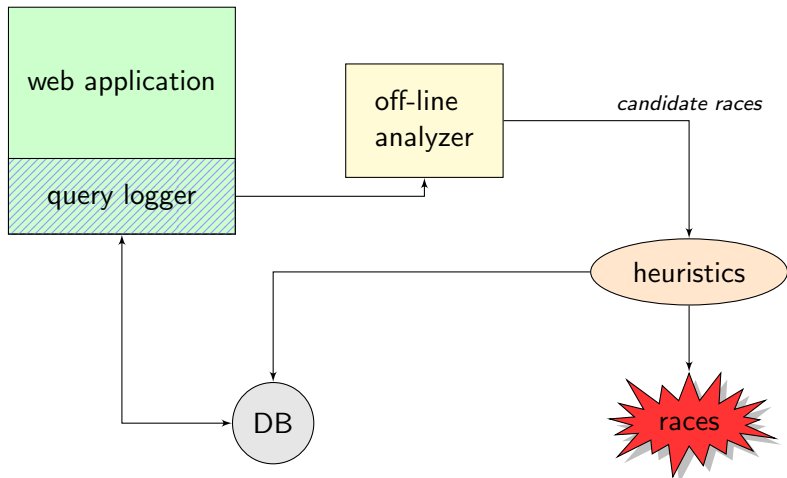 web application
query logger
off-line
analyzer
candidate races
heuristics
DB
races